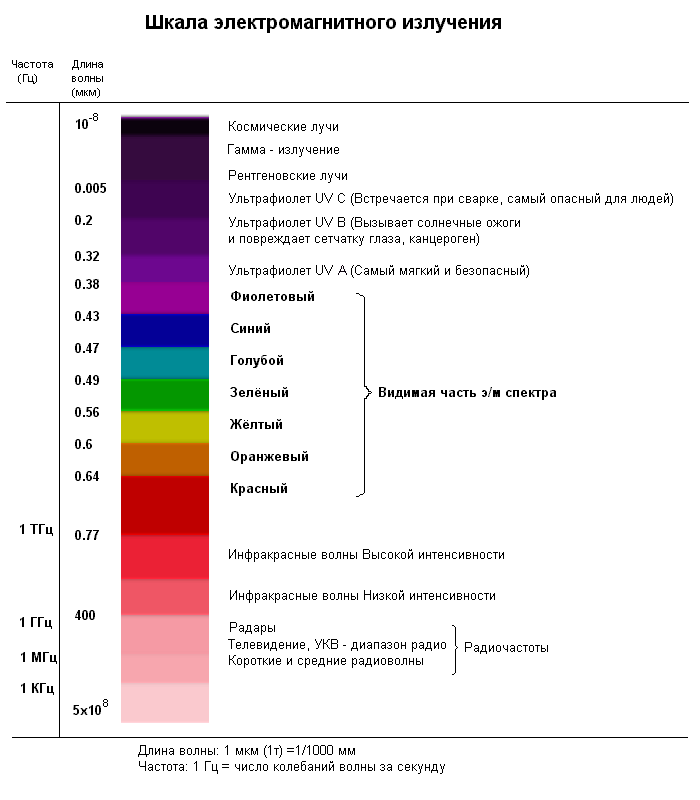 Шкала электромагнитного излучения
Частота (Гц)
Длина волны (мкм)
10-8
Космические лучи
Гамма - излучение
Рентгеновские лучи
0.005
Ультрафиолет UV C (Встречается при сварке, самый опасный для людей)
0.2
Ультрафиолет UV B (Вызывает солнечные ожоги
и повреждает сетчатку глаза, канцероген)
0.32
Ультрафиолет UV A (Самый мягкий и безопасный)
0.38
Фиолетовый
0.43
Синий
0.47
Голубой
0.49
Зелёный
Видимая часть э/м спектра
0.56
Жёлтый
0.6
Оранжевый
0.64
Красный
1 ТГц
0.77
Инфракрасные волны Высокой интенсивности
Инфракрасные волны Низкой интенсивности
400
1 ГГц
Радары
Телевидение, УКВ - диапазон радио
Радиочастоты
1 МГц
Короткие и средние радиоволны
1 КГц
5x108
Длина волны: 1 мкм (1т) =1/1000 мм
Частота: 1 Гц = число колебаний волны за секунду